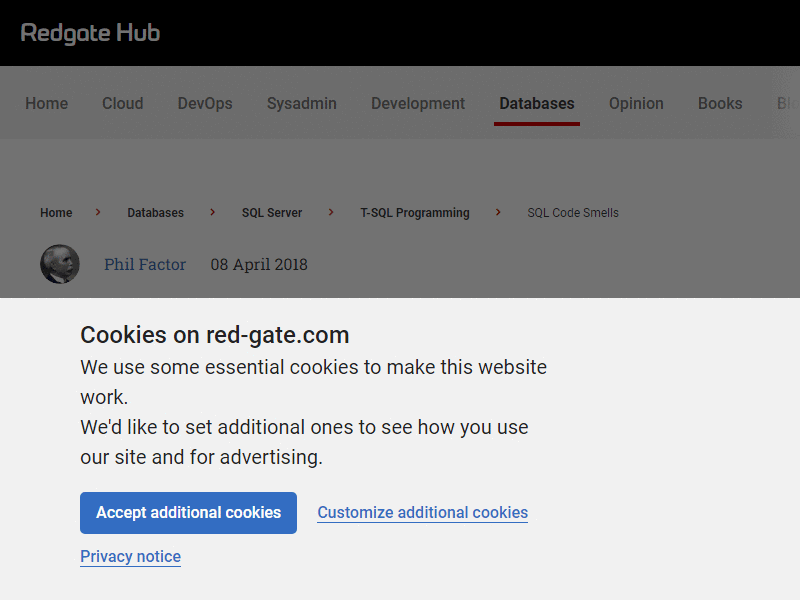 Redgate Hub
Home Cloud DevOps Sysadmin Development Databases Opinion Books
Home > Databases > SQL Server > T-SQL Programming > SQL Code Smells
Phil Factor 08 April 2018
Cookies on red-gate.com
We use some essential cookies to make this website
work.
We'd like to set additional ones to see how you use
our site and for advertising.
Accept additional cookies Customize additional cookies
Privacy notice